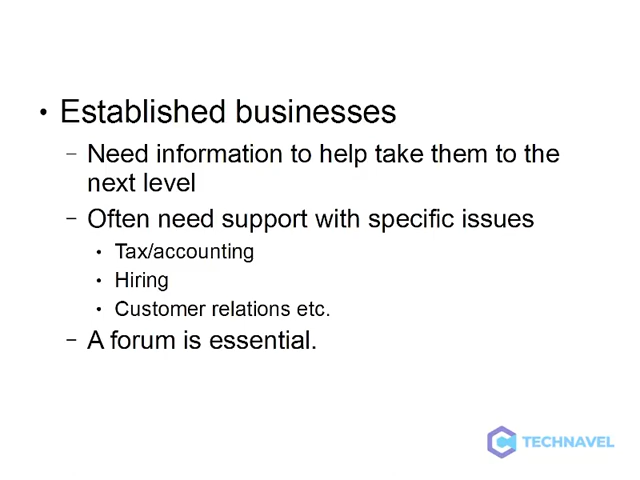 • Established businesses
– Need information to help take them to the
next level
– Often need support with specific issues
• Tax/accounting
• Hiring
• Customer relations etc.
– A forum is essential.
TECHNAVEL